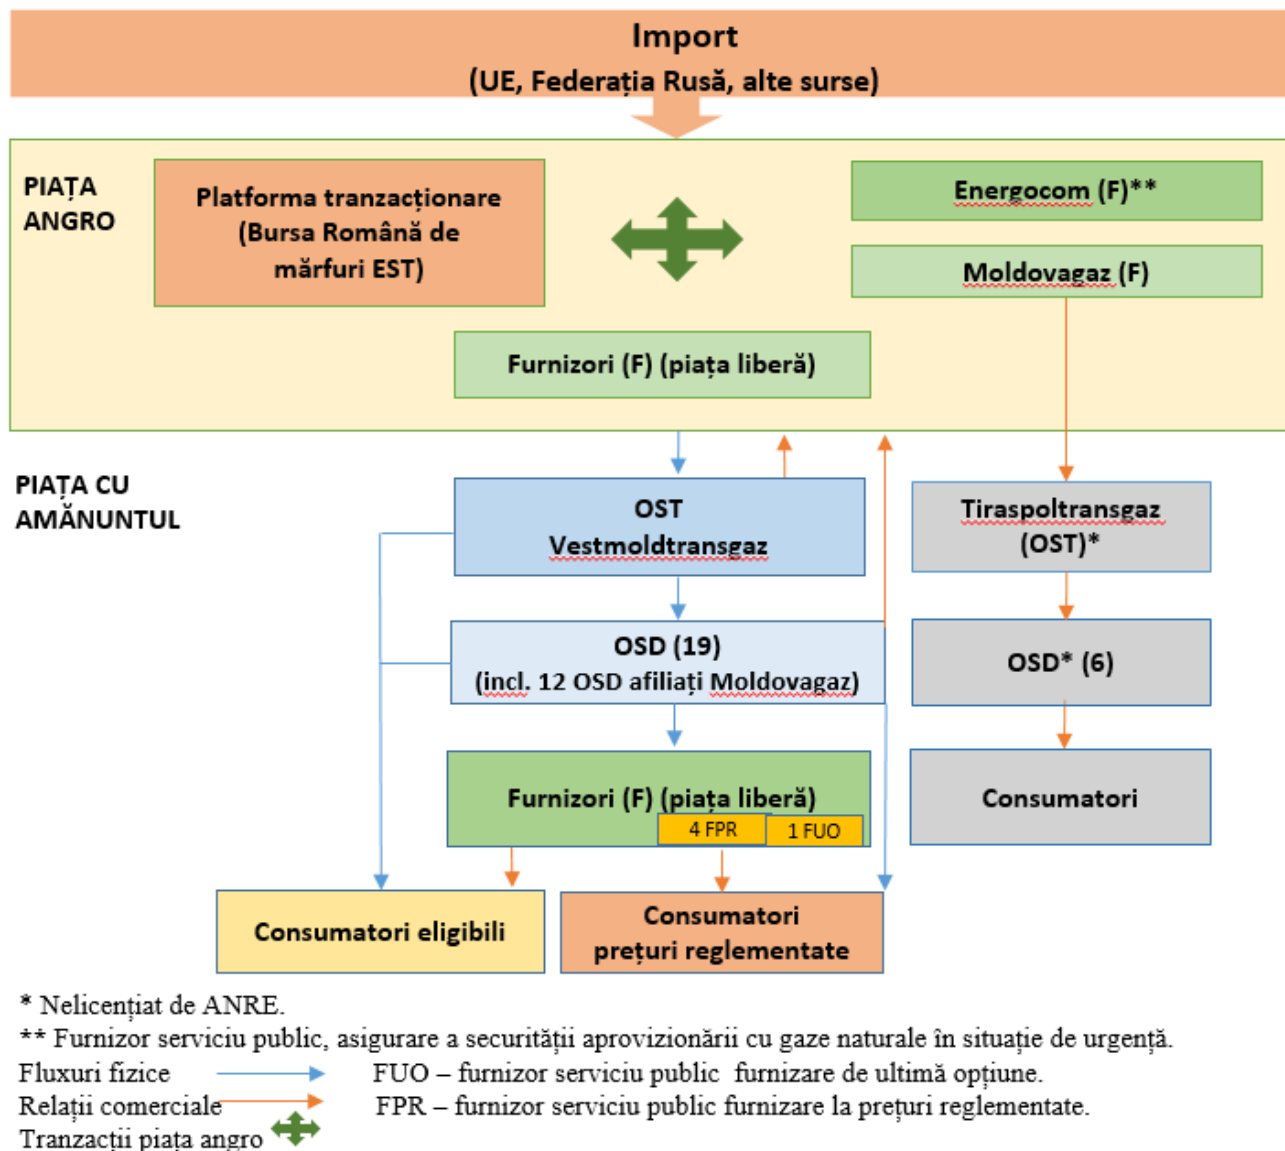 Import
(UE, Federația Rusă, alte surse)
PIAȚA
ANGRO
Platforma tranzacționare
(Bursa Română de
mărfuri EST)
Energocom (F)**
Moldovagaz (F)
Furnizori (F) (piața liberă)
PIAȚA CU
AMĂNUNTUL
OST
Vestmoldtransgaz
Tiraspoltransgaz
(OST)*
OSD (19)
(incl. 12 OSD afiliați Moldovagaz)
OSD* (6)
Furnizori (F) (piața liberă)
4 FPR
1 FUO
Consumatori
Consumatori eligibili
Consumatori
prețuri reglementate
* Nelicențiat de ANRE.
** Furnizor serviciu public, asigurare a securității aprovizionării cu gaze naturale în situație de urgență.
Fluxuri fizice FUO – furnizor serviciu public furnizare de ultimă opțiune.
Relații comerciale FPR – furnizor serviciu public furnizare la prețuri reglementate.
Tranzacții piața angro